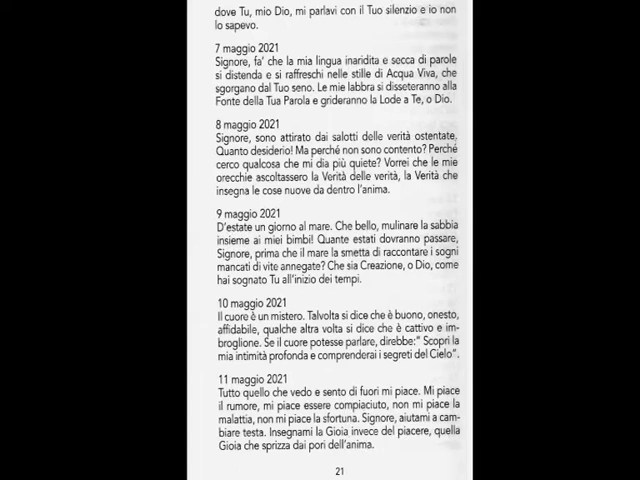 dove Tu, mio Dio, mi parlavi con il Tuo silenzio e io non
lo sapevo.
7 maggio 2021
Signore, fa' che la mia lingua inaridita e secca di parole
si distenda e si raffreschi nelle stille di Acqua Viva, che
sgorgano dal Tuo seno. Le mie labbra si disseteranno alla
Fonte della Tua Parola e grideranno la Lode a Te, o Dio.
8 maggio 2021
Signore, sono attirato dai salotti delle verità ostentate.
Quanto desiderio! Ma perché non sono contento? Perché
cerco qualcosa che mi dia più quiete? Vorrei che le mie
orecchie ascoltassero la Verità delle verità, la Verità che
insegna le cose nuove da dentro l'anima.
9 maggio 2021
D'estate un giorno al mare. Che bello, mulinare la sabbia
insieme ai miei bimbi! Quante estati dovranno passare,
Signore, prima che il mare la smetta di raccontare i sogni
mancati di vite annegate? Che sia Creazione, o Dio, come
hai sognato Tu all'inizio dei tempi.
10 maggio 2021
Il cuore è un mistero. Talvolta si dice che è buono, onesto,
affidabile, qualche altra volta si dice che è cattivo e im-
broglione. Se il cuore potesse parlare, direbbe:" Scopri la
mia intimità profonda e comprenderai i segreti del Cielo".
11 maggio 2021
Tutto quello che vedo e sento di fuori mi piace. Mi piace
il rumore, mi piace essere compiaciuto, non mi piace la
malattia, non mi piace la sfortuna. Signore, aiutami a cam-
biare testa. Insegnami la Gioia invece del piacere, quella
Gioia che sprizza dai pori dell'anima.
21